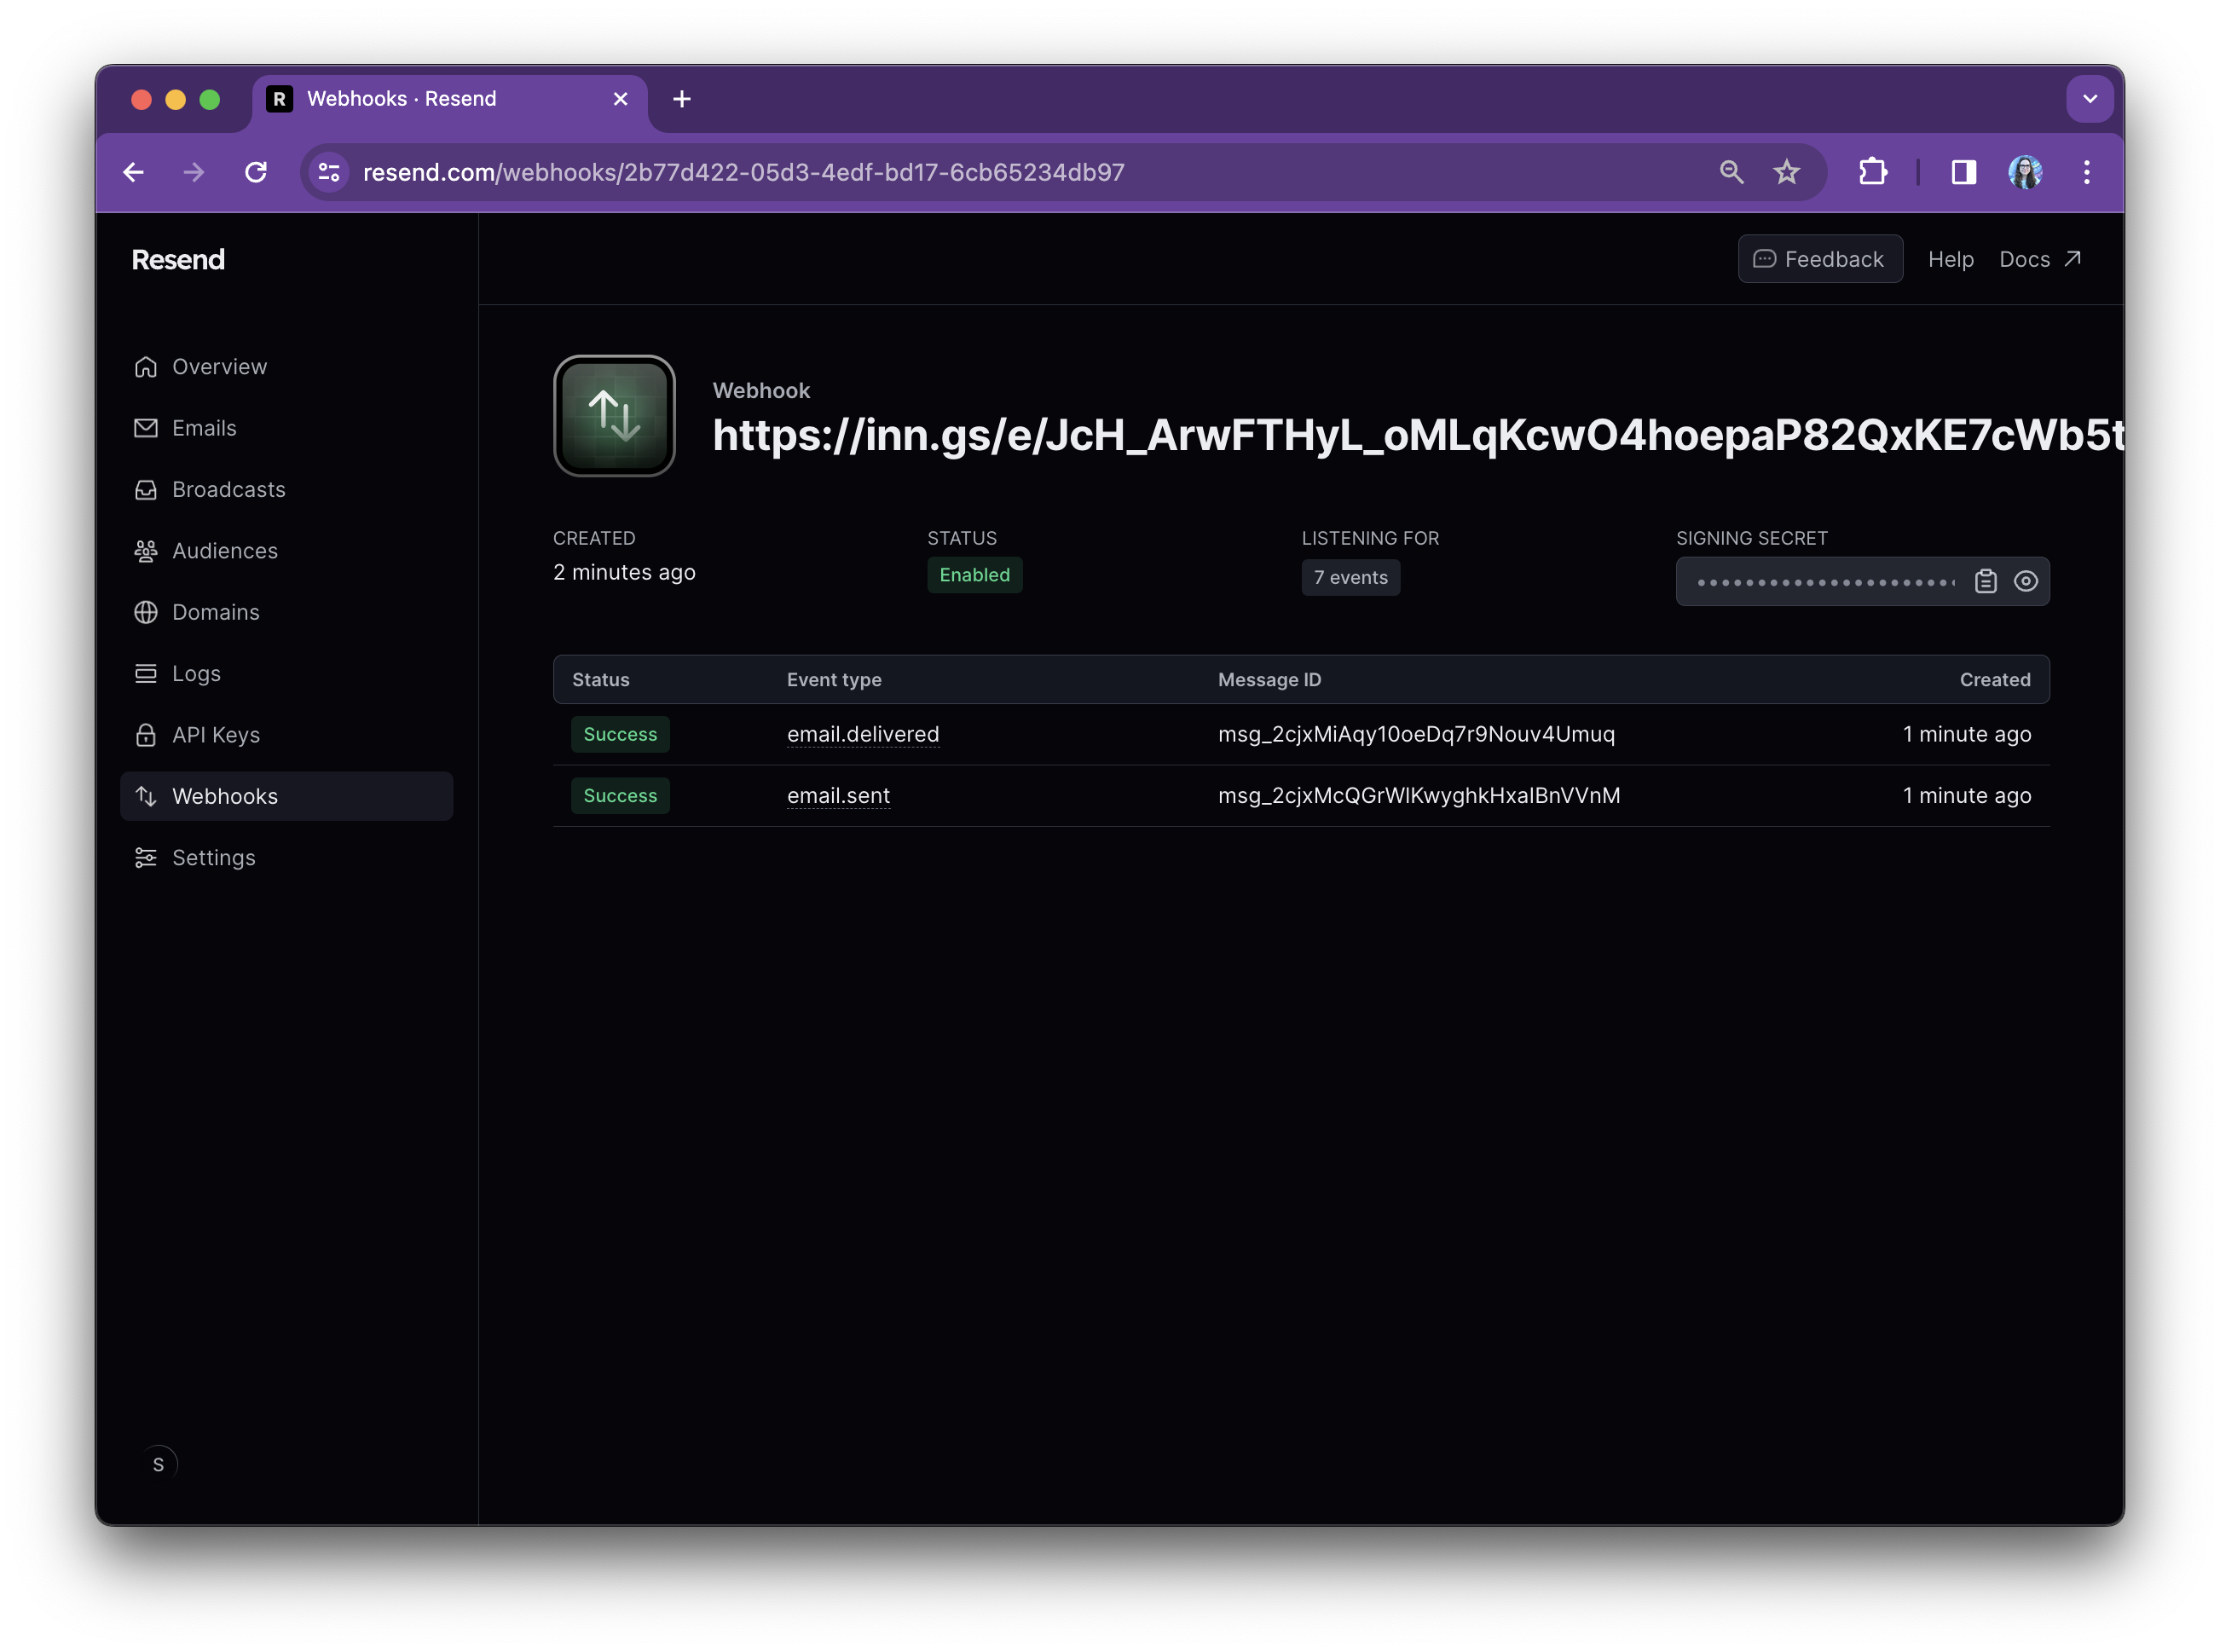 R Webhooks · Resend
resend.com/webhooks/2b77d422-05d3-4edf-bd17-6cb65234db97
Resend
Feedback Help Docs
Overview
Emails
Broadcasts
Audiences
Domains
Logs
API Keys
Webhooks
Settings
S
Webhook
https://inn.gs/e/JcH_ArwFTHyL_oMLqKcwO4hoepaP82QxKE7cWb5t
CREATED STATUS LISTENING FOR SIGNING SECRET
2 minutes ago Enabled 7 events
Status Event type Message ID Created
Success email.delivered msg_2cjxMiAqy10oeDq7r9Nouv4Umuq 1 minute ago
Success email.sent msg_2cjxMcQGrWlKwyghkHxalBnVVnM 1 minute ago